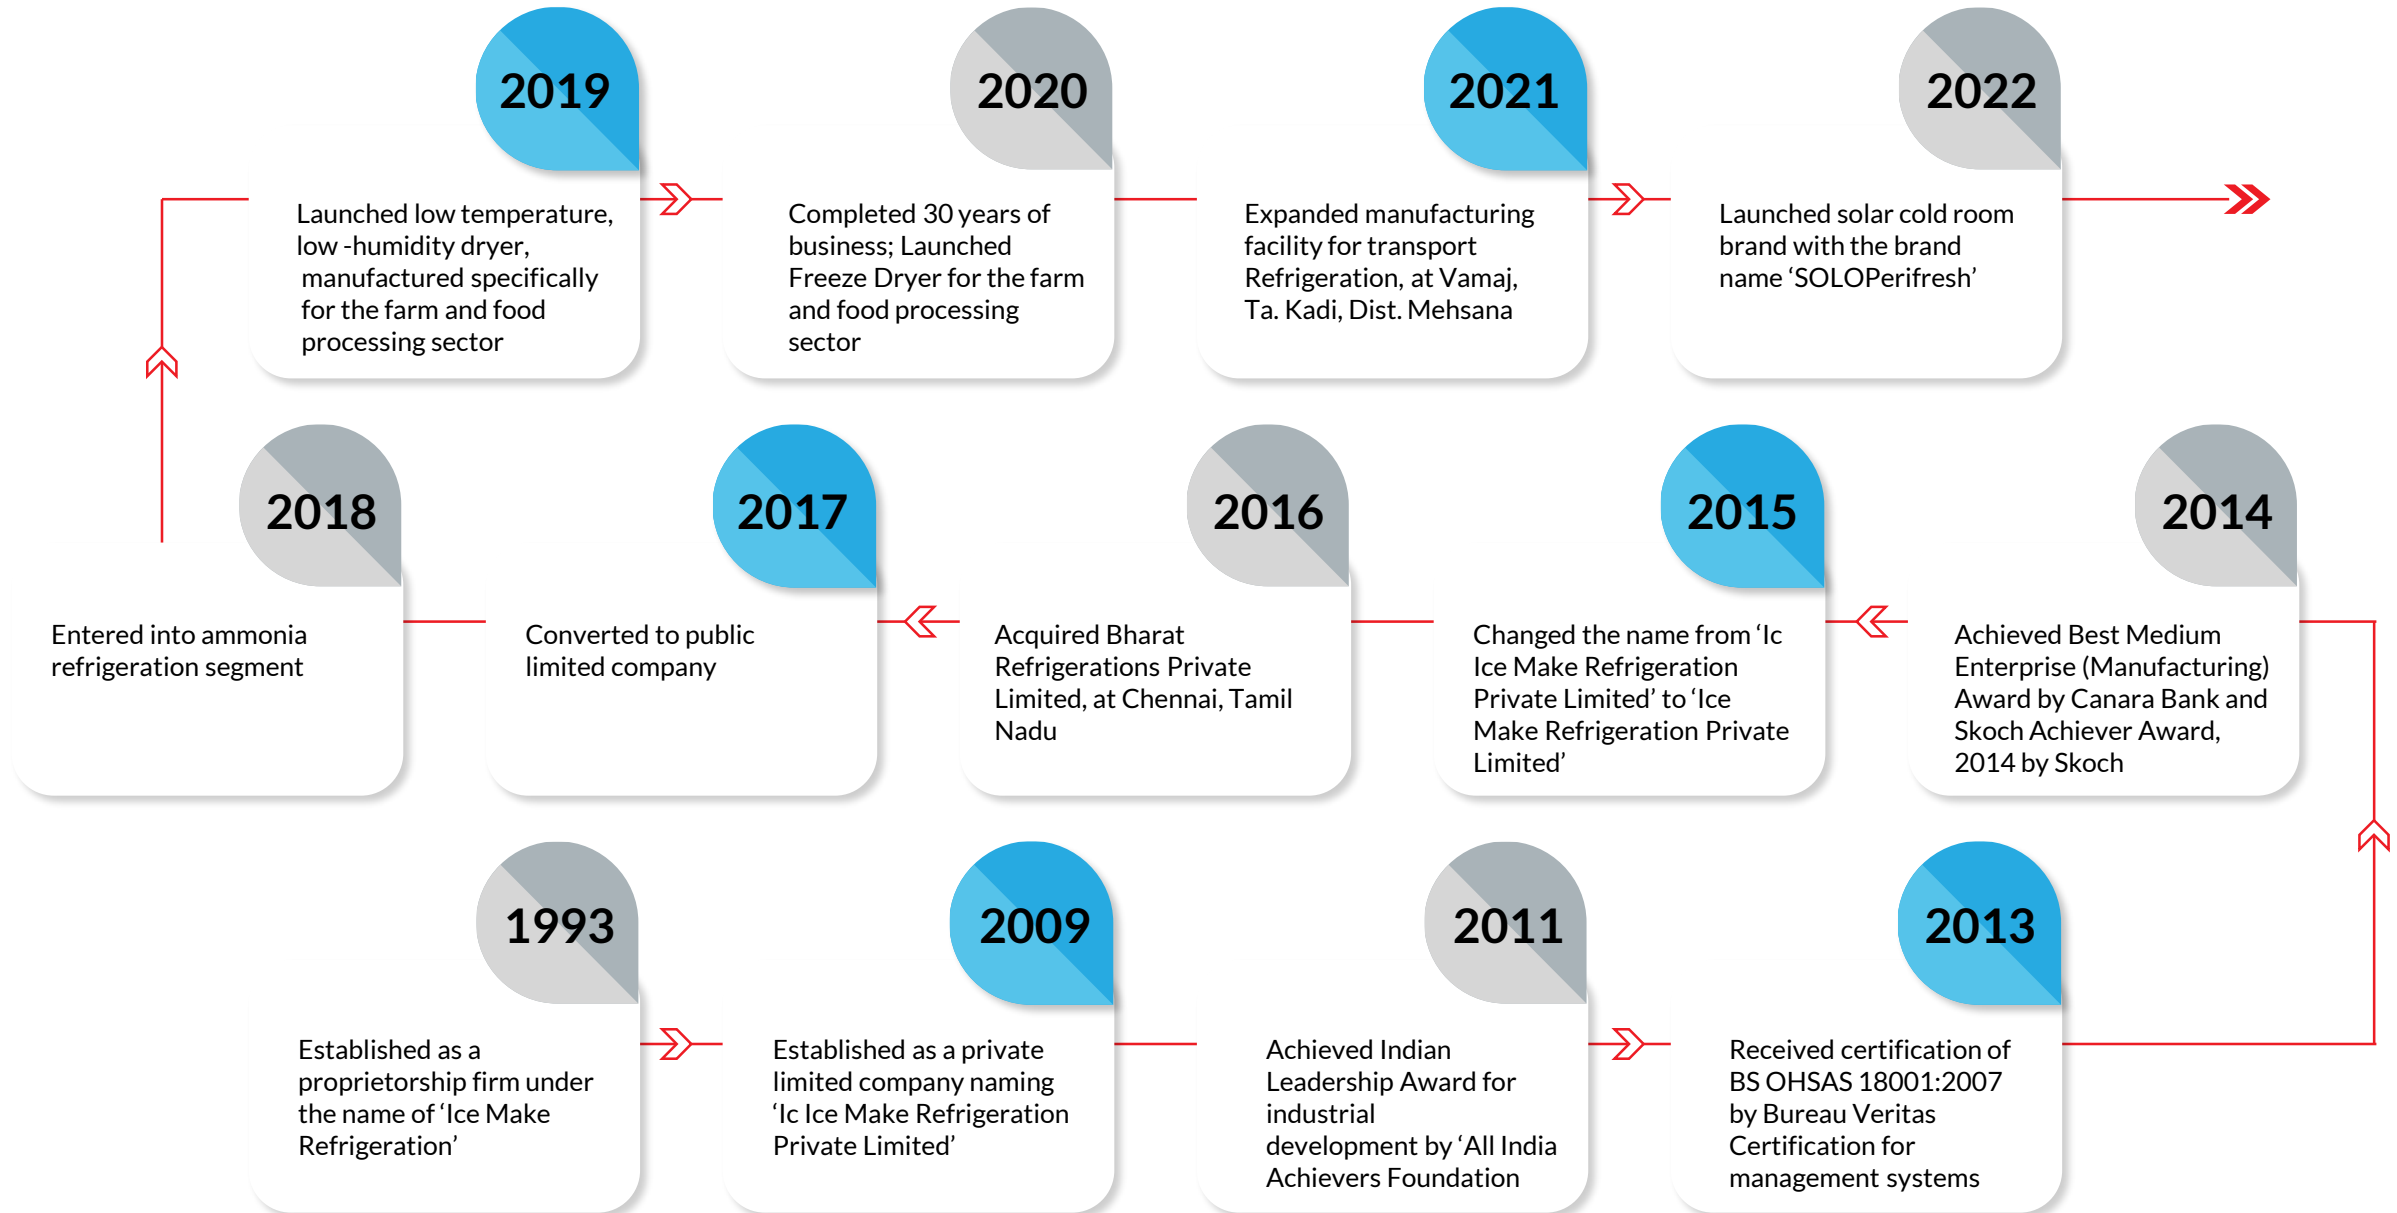 2019
Launched low temperature,
low -humidity dryer,
manufactured specifically
for the farm and food
processing sector
2020
Completed 30 years of
business; Launched
Freeze Dryer for the farm
and food processing
sector
2021
Expanded manufacturing
facility for transport
Refrigeration, at Vamaj,
Ta. Kadi, Dist. Mehsana
2022
Launched solar cold room
brand with the brand
name ‘SOLOPerifresh’
2018
Entered into ammonia
refrigeration segment
2017
Converted to public
limited company
2016
Acquired Bharat
Refrigerations Private
Limited, at Chennai, Tamil
Nadu
2015
Changed the name from ‘Ic
Ice Make Refrigeration
Private Limited’ to ‘Ice
Make Refrigeration Private
Limited’
2014
Achieved Best Medium
Enterprise (Manufacturing)
Award by Canara Bank and
Skoch Achiever Award,
2014 by Skoch
1993
Established as a
proprietorship firm under
the name of ‘Ice Make
Refrigeration’
2009
Established as a private
limited company naming
‘Ic Ice Make Refrigeration
Private Limited’
2011
Achieved Indian
Leadership Award for
industrial
development by ‘All India
Achievers Foundation
2013
Received certification of
BS OHSAS 18001:2007
by Bureau Veritas
Certification for
management systems